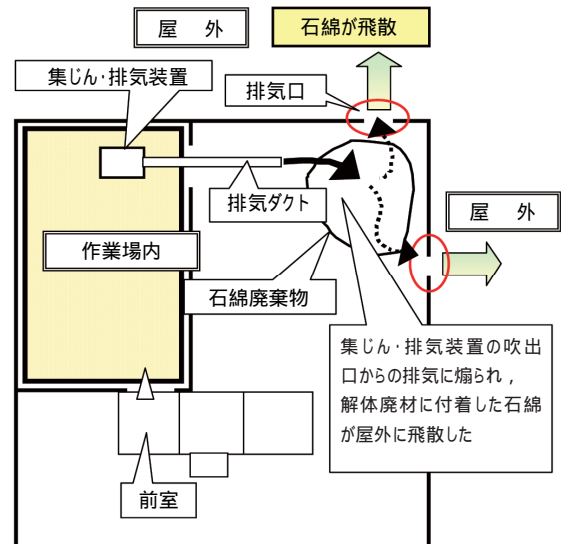 屋 外
石綿が飛散
集じん・排気装置
排気口
排気ダクト
屋 外
作業場内
石綿廃棄物
集じん・排気装置の吹出
口からの排気に煽られ，
解体廃材に付着した石綿
が屋外に飛散した
前室